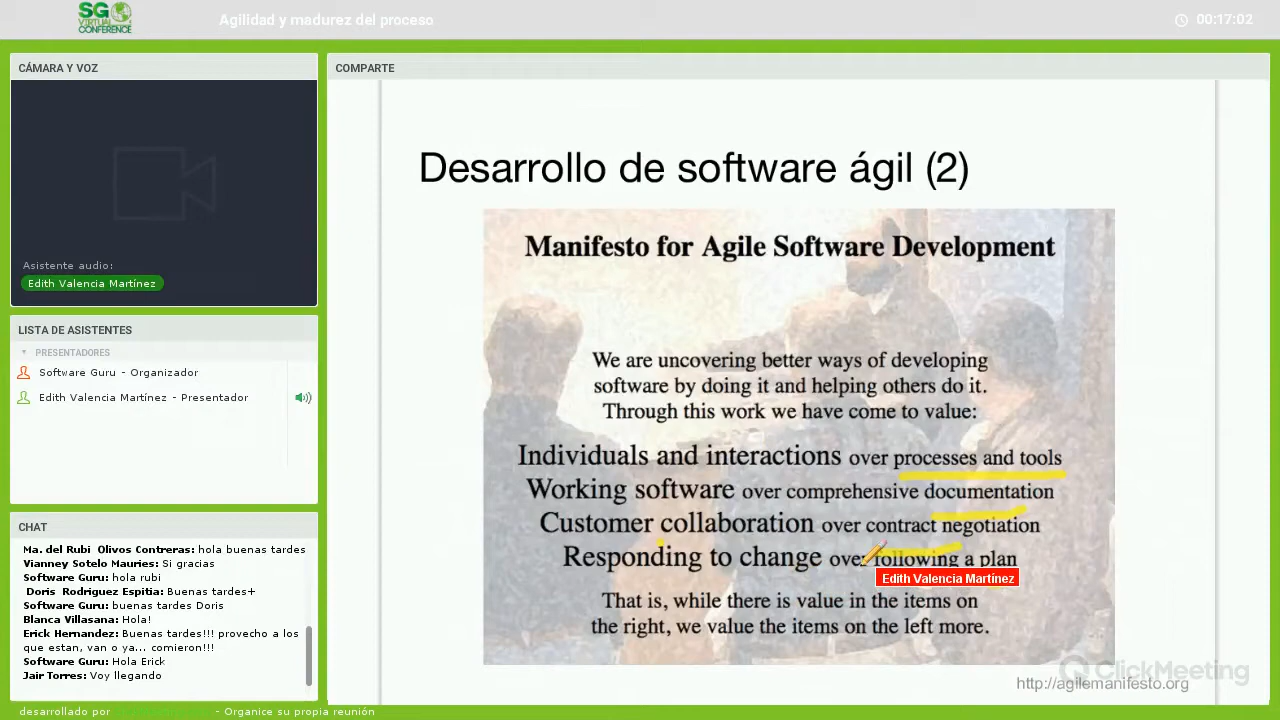 SG
VIRTUAL
CONFERENCE
Agilidad y madurez del proceso
00:17:02
CÁMARA Y VOZ
Asistente audio:
Edith Valencia Martínez
LISTA DE ASISTENTES
PRESENTADORES
Software Guru - Organizador
Edith Valencia Martínez - Presentador
CHAT
Ma. del Rubi Olivos Contreras: hola buenas tardes
Vianney Sotelo Mauries: Sí gracias
Software Guru: hola rubi
Doris Rodriguez Espitia: Buenas tardes+
Software Guru: buenas tardes Doris
Blanca Villasana: Hola!
Erick Hernandez: Buenas tardes!!! provecho a los
que estan, van o ya... comieron!!!
Software Guru: Hola Erick
Jair Torres: Voy llegando
COMPARTE
Desarrollo de software ágil (2)
Manifesto for Agile Software Development
We are uncovering better ways of developing
software by doing it and helping others do it.
Through this work we have come to value:
Individuals and interactions over processes and tools
Working software over comprehensive documentation
Customer collaboration over contract negotiation
Responding to change over following a plan
Edith Valencia Martínez
That is, while there is value in the items on
the right, we value the items on the left more.
ClickMeeting
http://agilemanifesto.org
desarrollado por - Organice su propia reunión